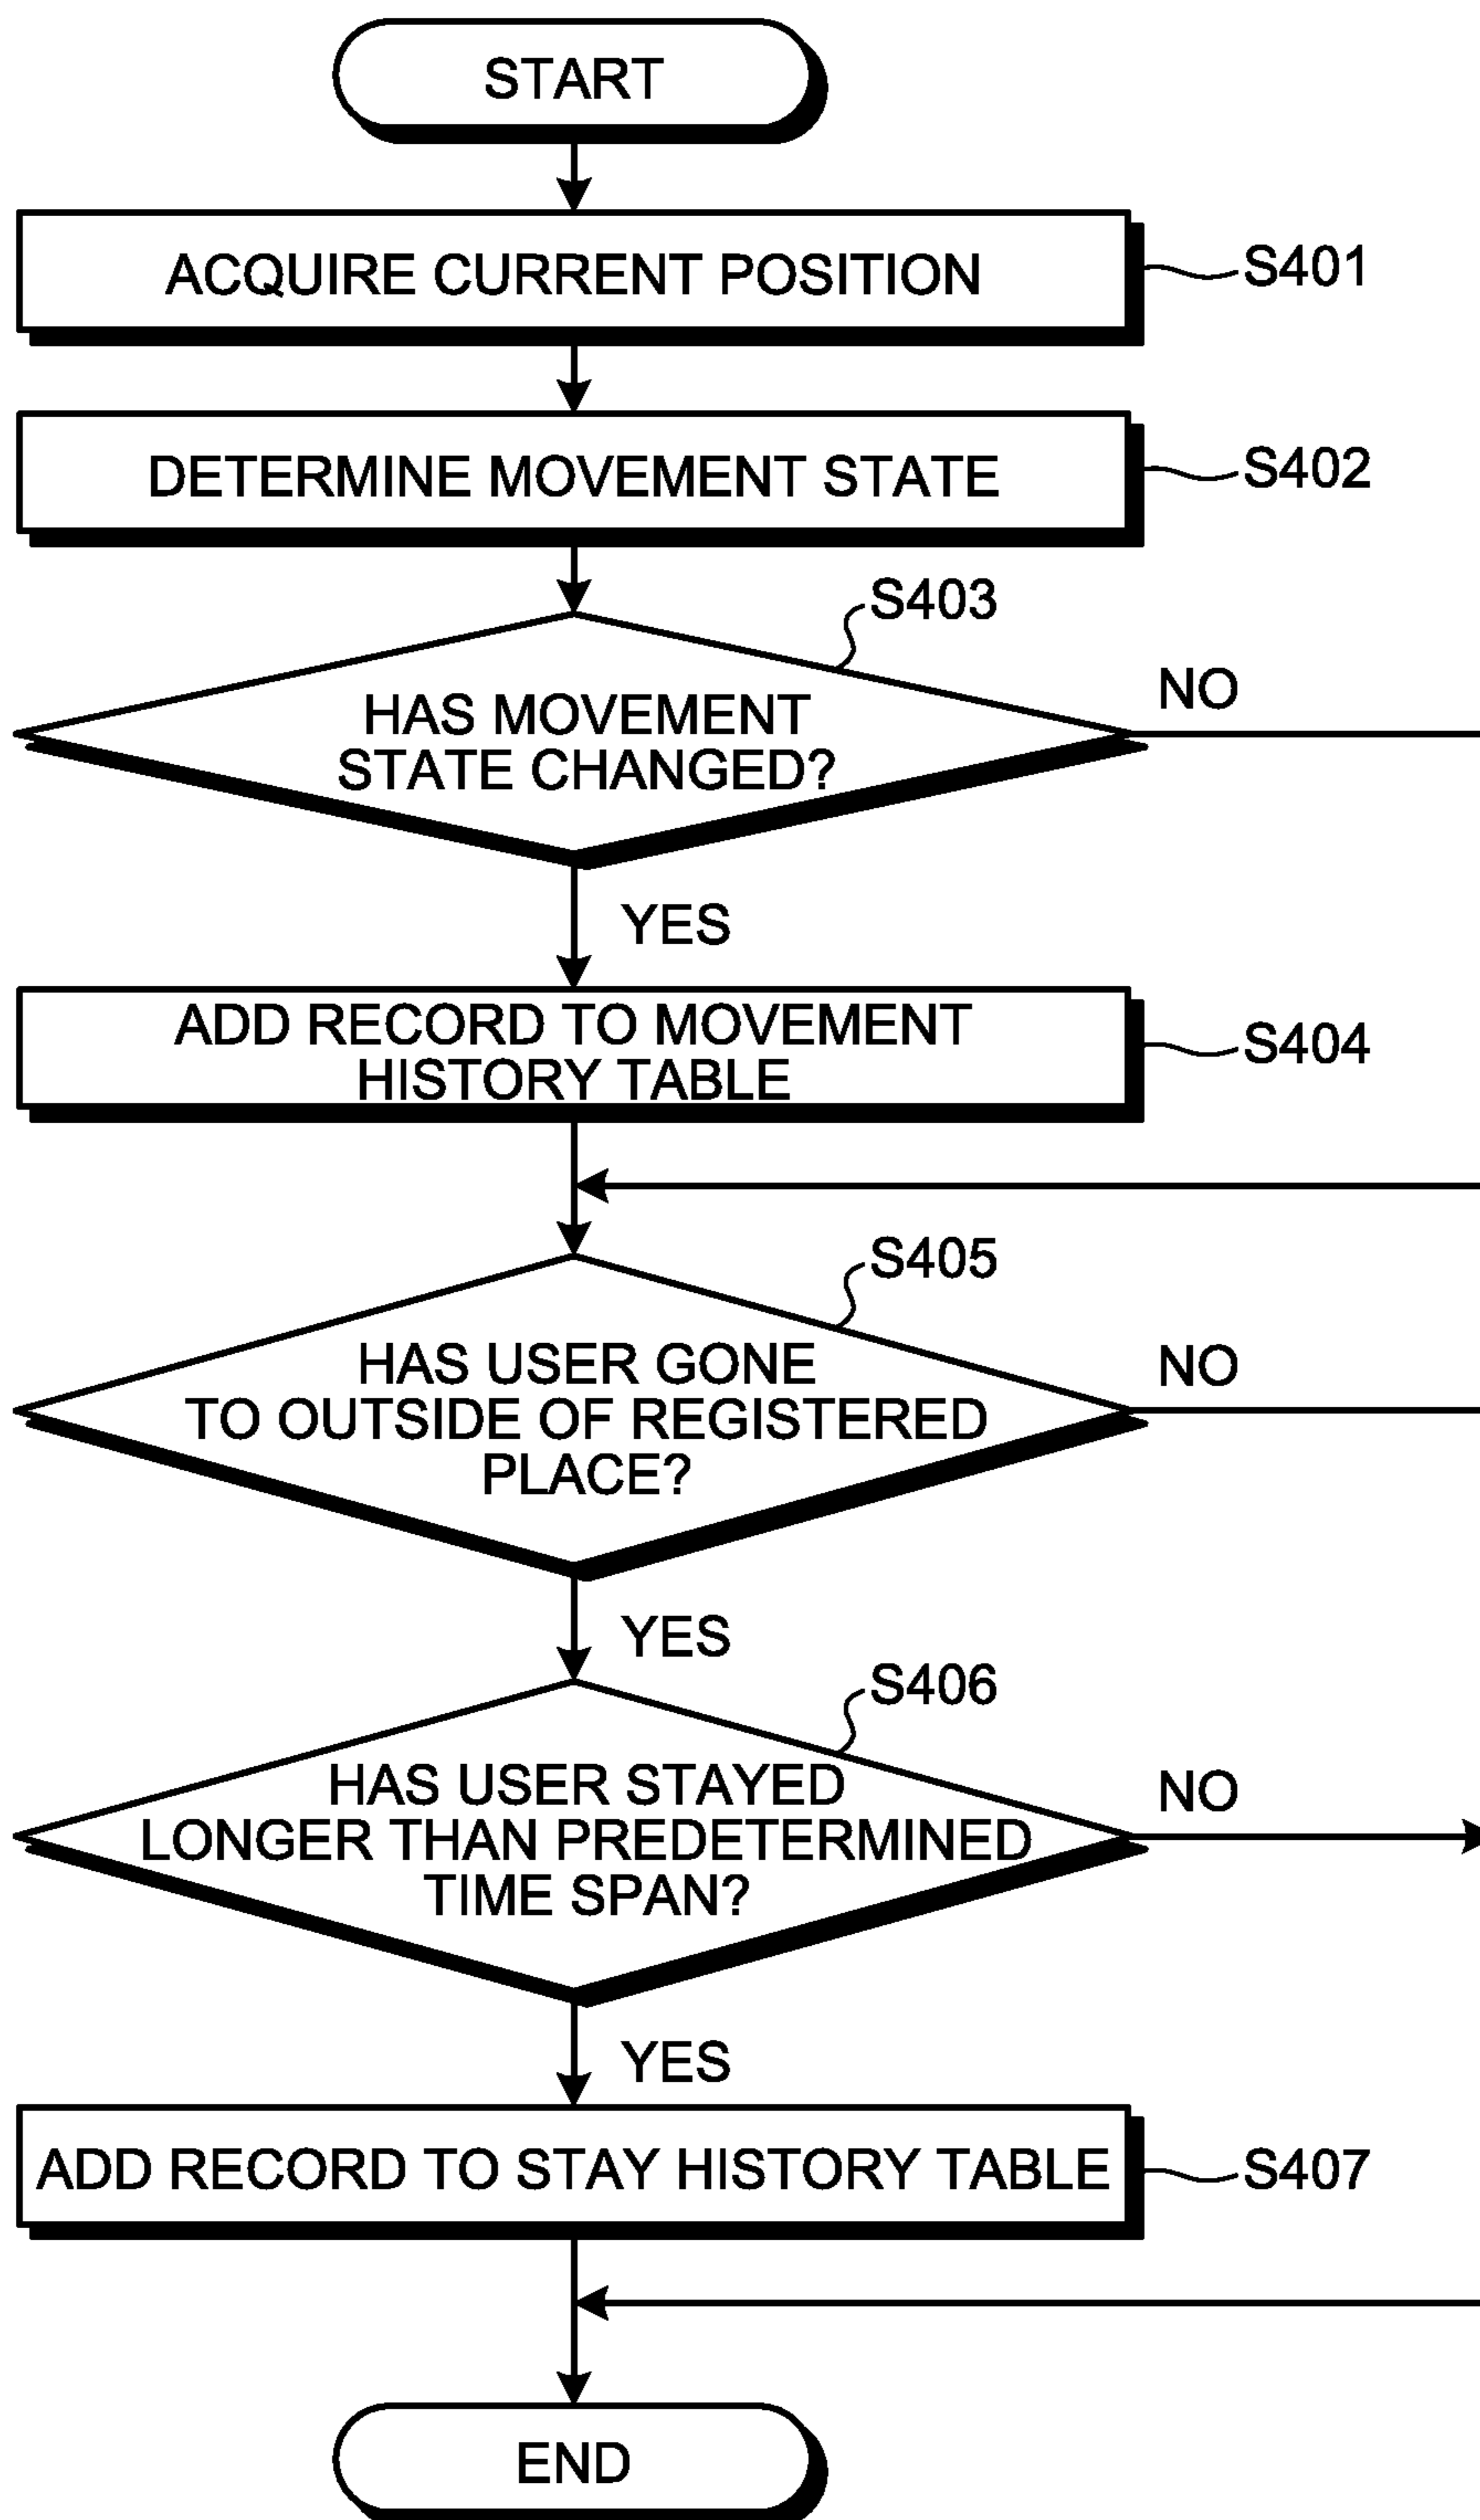 START
ACQUIRE CURRENT POSITION
S401
DETERMINE MOVEMENT STATE
S402
S403
HAS MOVEMENT
STATE CHANGED?
NO
YES
ADD RECORD TO MOVEMENT
HISTORY TABLE
S404
S405
HAS USER GONE
TO OUTSIDE OF REGISTERED
PLACE?
NO
YES
S406
HAS USER STAYED
LONGER THAN PREDETERMINED
TIME SPAN?
NO
YES
ADD RECORD TO STAY HISTORY TABLE
S407
END